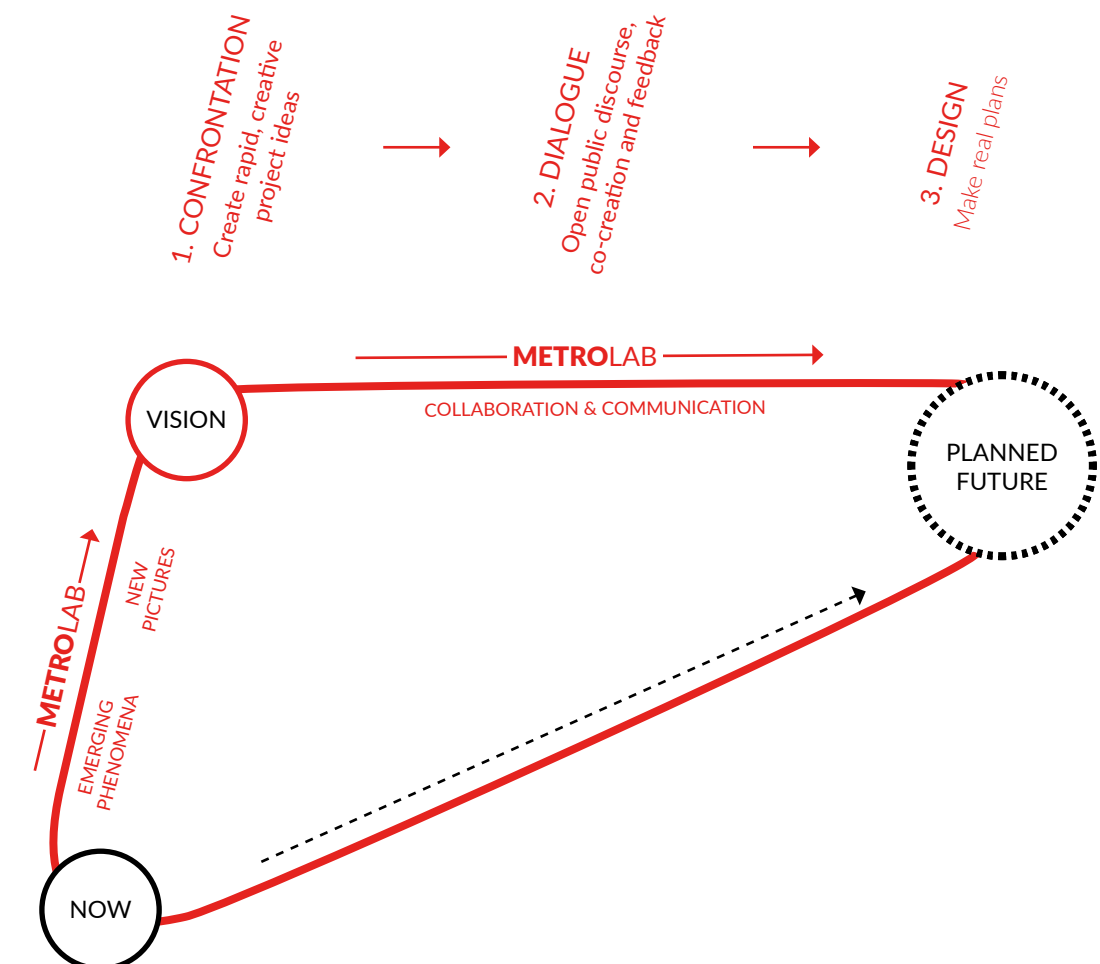 1. CONFRONTATION
Create rapid, creative
project ideas
2. DIALOGUE
Open public discourse,
co-creation and feedback
3. DESIGN
Make real plans
METROLAB
COLLABORATION & COMMUNICATION
VISION
PLANNED
FUTURE
METROLAB
NEW
PICTURES
EMERGING
PHENOMENA
NOW